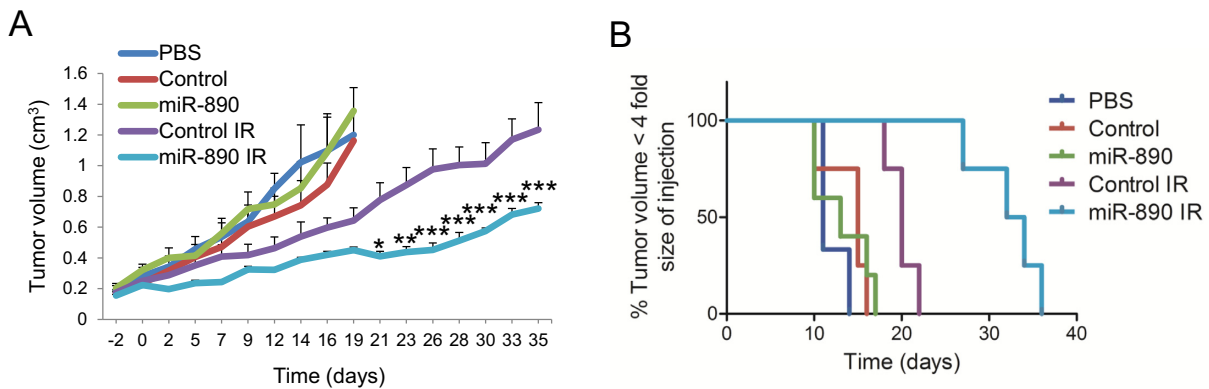 A
PBS
Control
miR-890
Control IR
miR-890 IR
Tumor volume (cm³)
1.6
1.4
1.2
1
0.8
0.6
0.4
0.2
0
* ** *** *** *** *** ***
-2 0 2 5 7 9 12 14 16 19 21 23 26 28 30 33 35
Time (days)
B
% Tumor volume < 4 fold
size of injection
100
50
0
0 10 20 30 40
Time (days)
PBS
Control
miR-890
Control IR
miR-890 IR